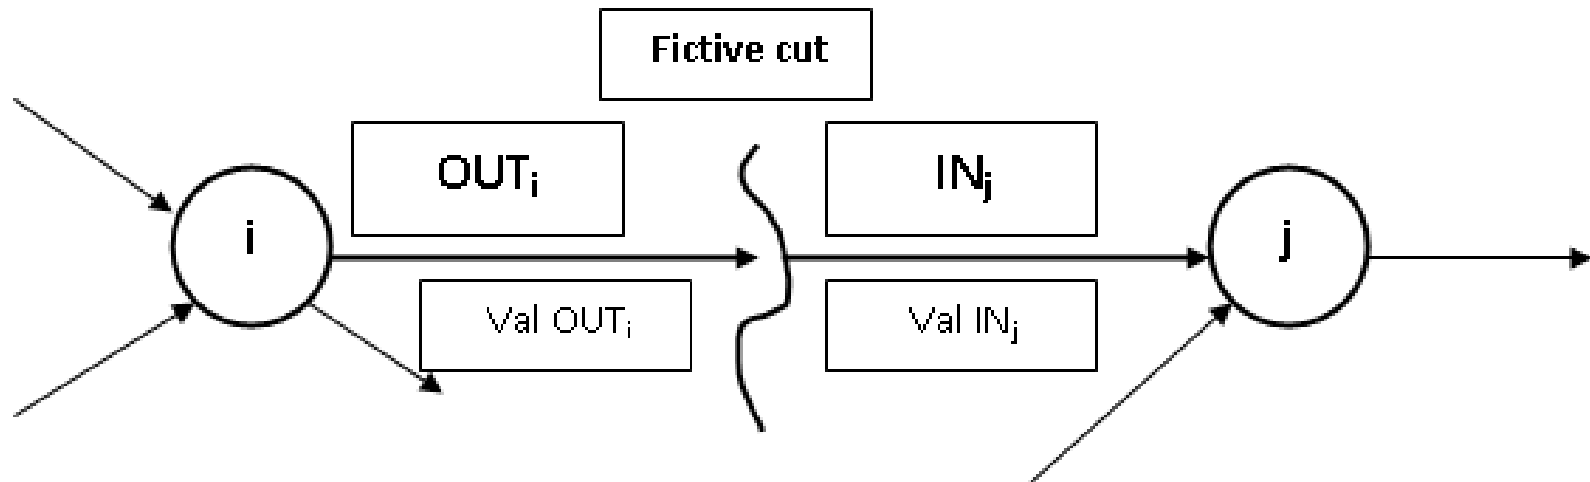 Fictive cut
OUTi
INj
i
j
Val OUTi
Val INj